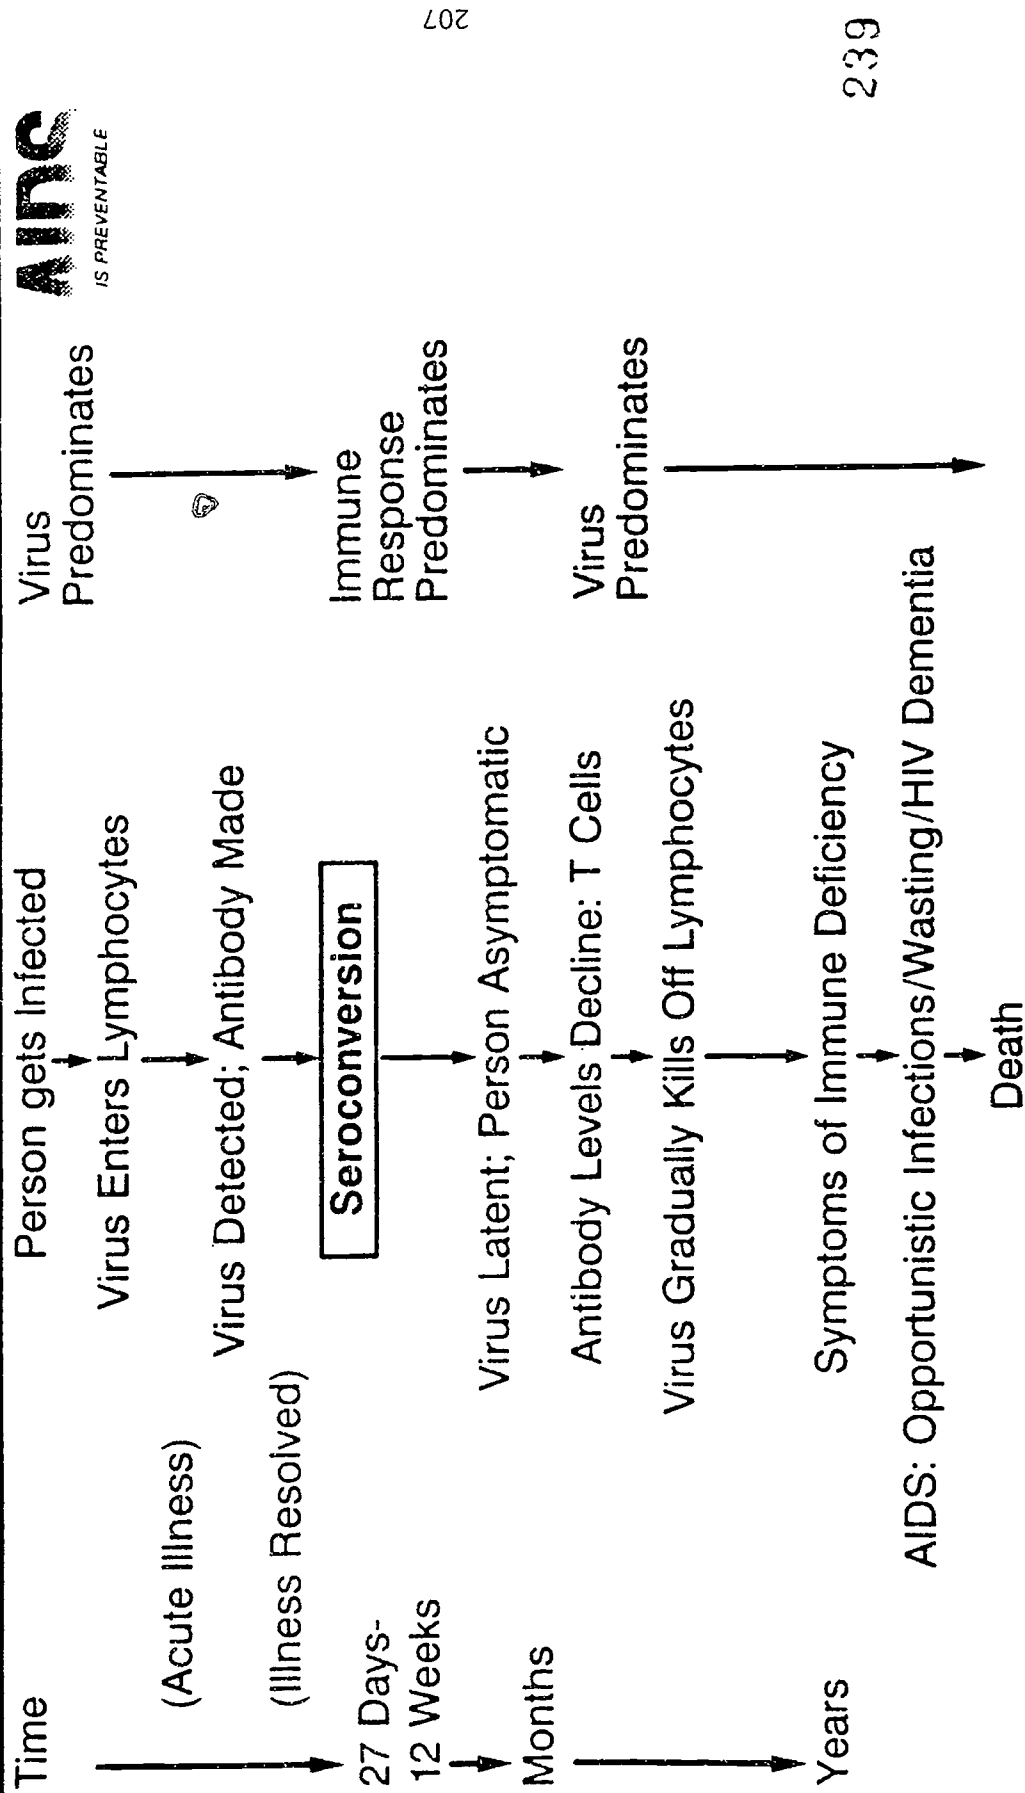 AIDS
IS PREVENTABLE
Time
Person gets Infected
Virus
Predominates
Virus Enters Lymphocytes
(Acute Illness)
Virus Detected; Antibody Made
(Illness Resolved)
27 Days-
12 Weeks
Seroconversion
Immune
Response
Predominates
Months
Virus Latent; Person Asymptomatic
Antibody Levels Decline: T Cells
Virus
Predominates
Virus Gradually Kills Off Lymphocytes
Years
Symptoms of Immune Deficiency
AIDS: Opportunistic Infections/Wasting/HIV Dementia
Death
207
239